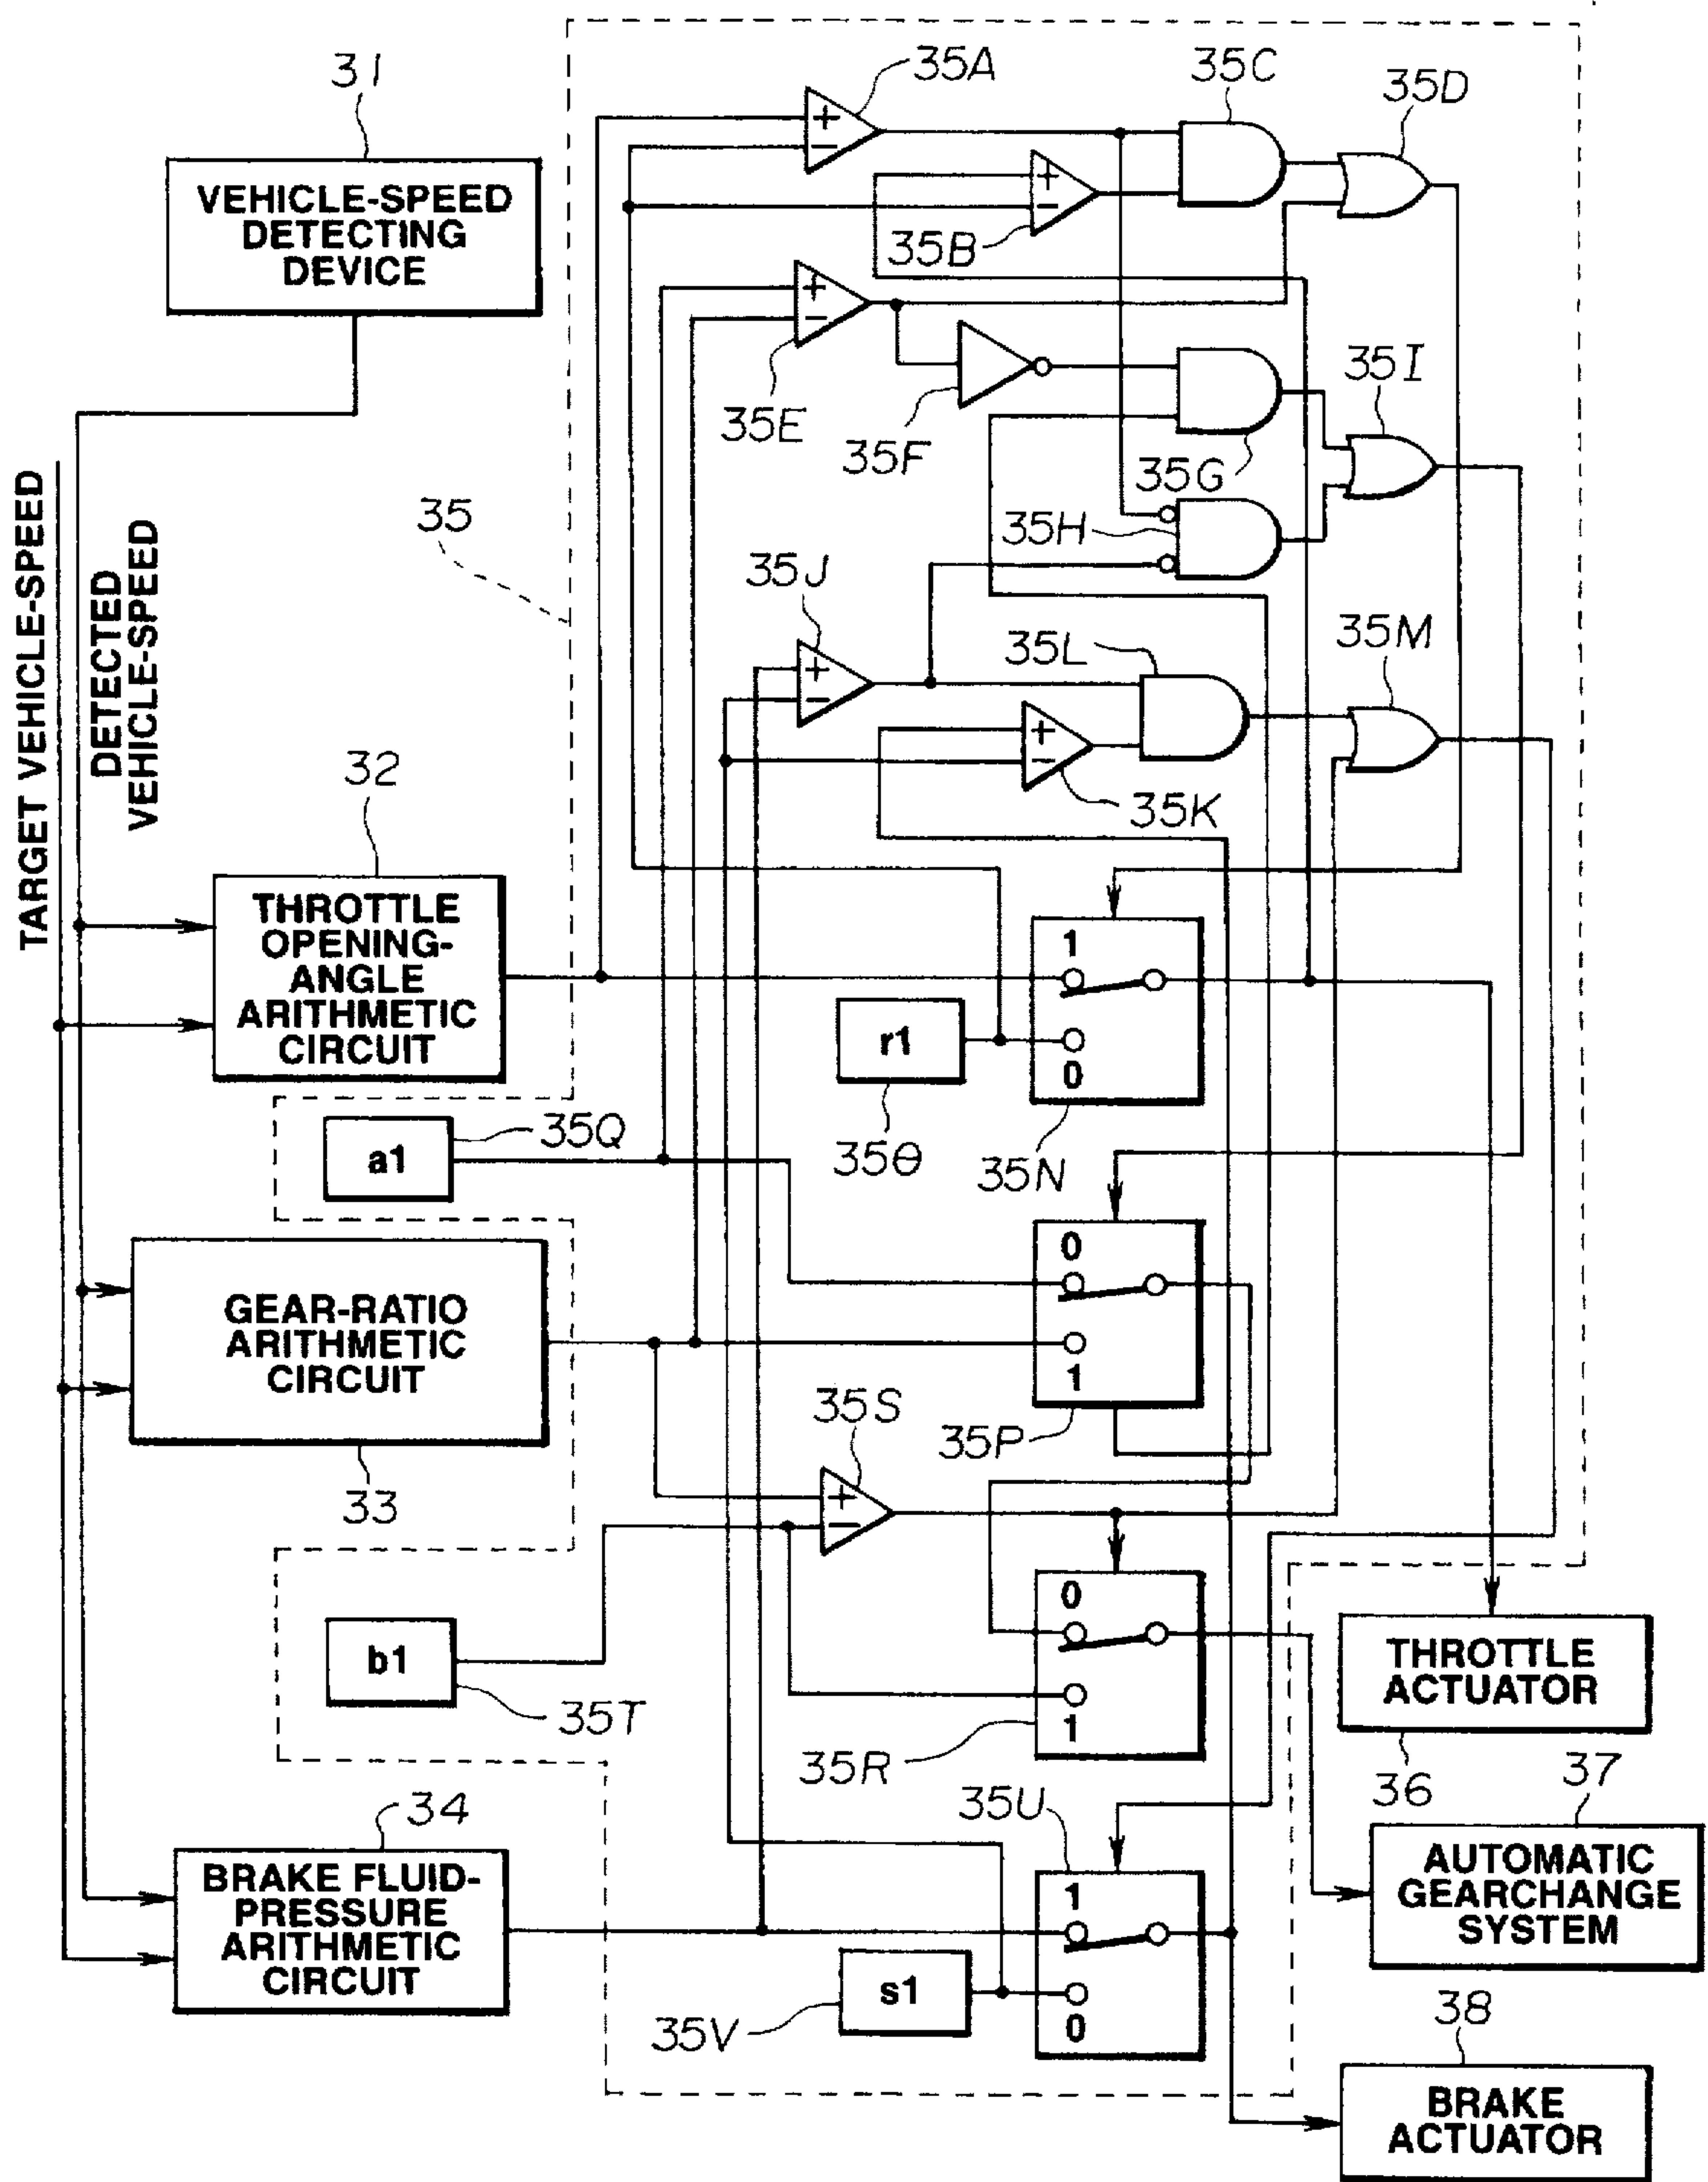 31
VEHICLE-SPEED
DETECTING
DEVICE
TARGET VEHICLE-SPEED
DETECTED
VEHICLE-SPEED
35
35A
+
−
35B
+
−
35C
35D
35E
+
−
35F
35G
35H
35I
35J
+
−
35K
+
−
35L
35M
32
THROTTLE
OPENING-
ANGLE
ARITHMETIC
CIRCUIT
r1
35θ
1
0
35N
a1
35Q
GEAR-RATIO
ARITHMETIC
CIRCUIT
33
0
1
35P
35S
+
−
b1
35T
0
1
35R
THROTTLE
ACTUATOR
36
34
BRAKE FLUID-
PRESSURE
ARITHMETIC
CIRCUIT
35U
1
0
s1
35V
37
AUTOMATIC
GEARCHANGE
SYSTEM
38
BRAKE
ACTUATOR